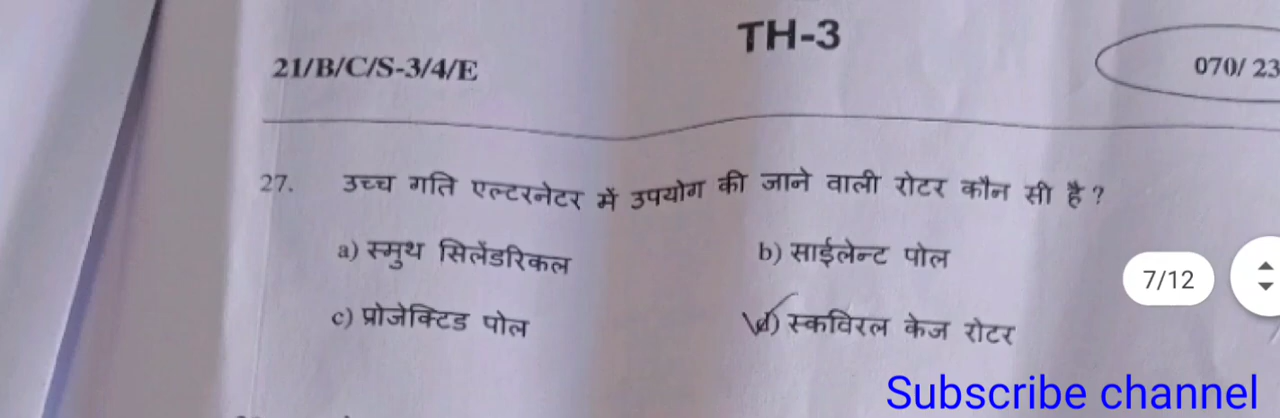 TH-3
21/B/C/S-3/4/E
070/ 23
27. उच्च गति एल्टरनेटर में उपयोग की जाने वाली रोटर कौन सी है ?
a) स्मुथ सिलेंडरिकल
b) साईलेन्ट पोल
7/12
c) प्रोजेक्टिड पोल
d) स्कविरल केज रोटर
Subscribe channel